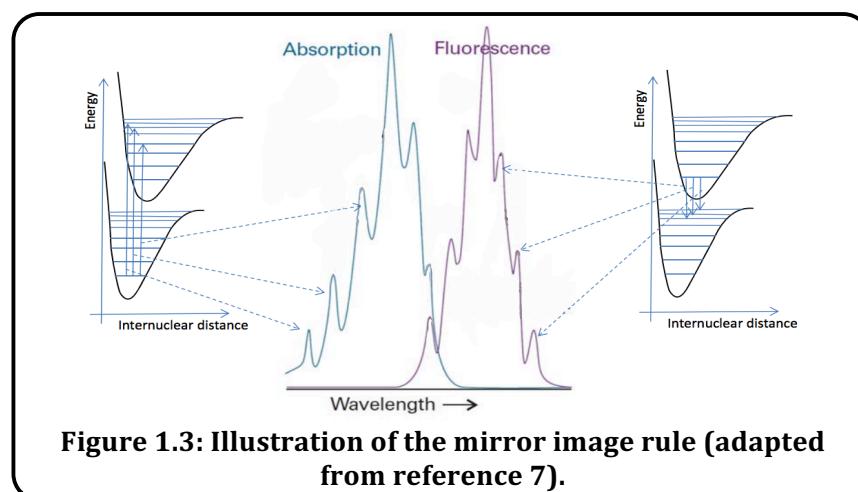 Absorption
Fluorescence
Energy
Internuclear distance
Energy
Internuclear distance
Wavelength
Figure 1.3: Illustration of the mirror image rule (adapted
from reference 7).